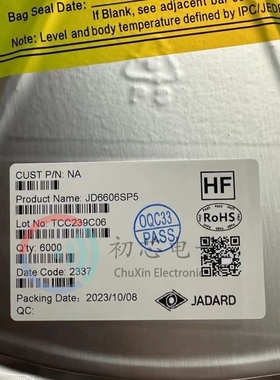 Bag Seal Date:
If Blank, see adjacent bar
Note: Level and body temperature defined by IPC/JEDE
CUST P/N: NA
HF
Product Name: JD6606SP5
RoHS
Lot No: TCC239C06
OQC33
PASS
Qty: 6000
初芯电
ChuXin Electronic
Date Code: 2337
Packing Date: 2023/10/08
JADARD
QC: